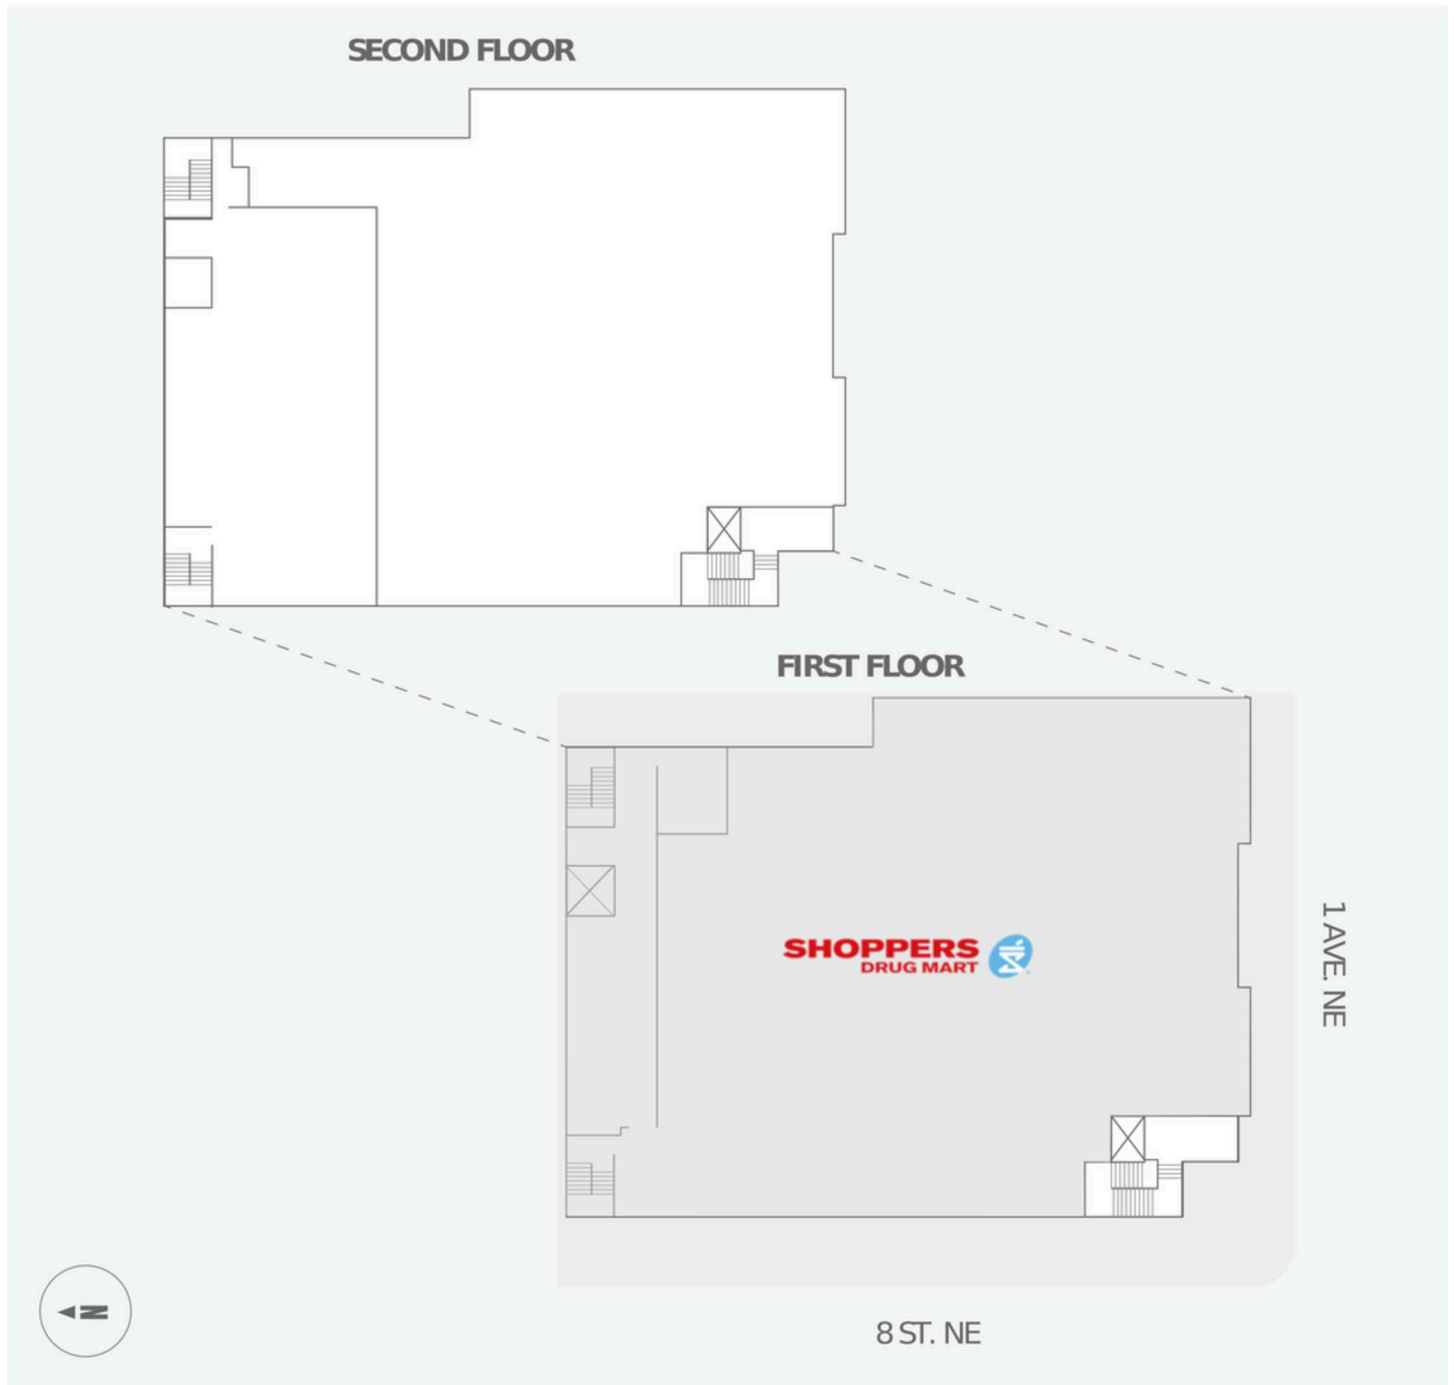 SECOND FLOOR
FIRST FLOOR
SHOPPERS
DRUG MART
1 AVE. NE
8 ST. NE
N